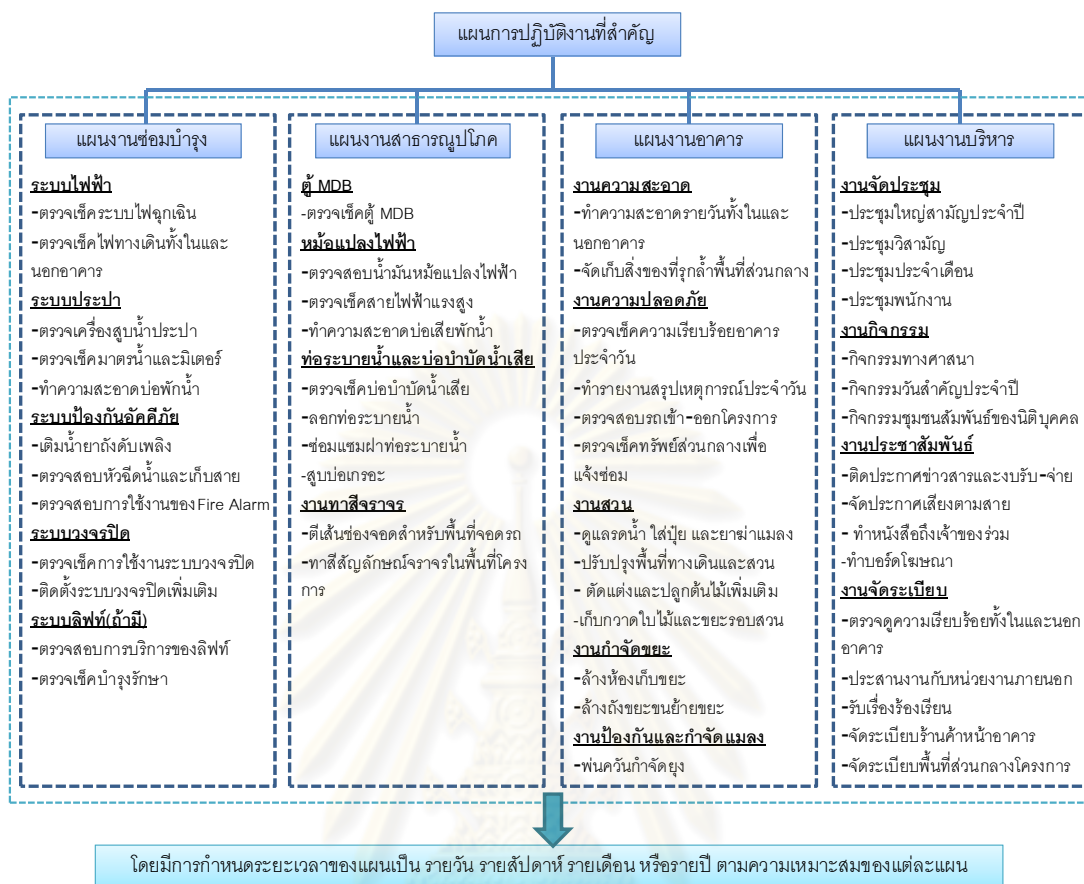 แผนการปฏิบัติงานที่สำคัญ
แผนงานซ่อมบำรุง
ระบบไฟฟ้า
-ตรวจเช็คระบบไฟฉุกเฉิน
-ตรวจเช็คไฟทางเดินทั้งในและ
นอกอาคาร
ระบบประปา
-ตรวจเครื่องสูบน้ำประปา
-ตรวจเช็คมาตรน้ำและมิเตอร์
-ทำความสะอาดบ่อพักน้ำ
ระบบป้องกันอัคคีภัย
-เติมน้ำยาถังดับเพลิง
-ตรวจสอบหัวฉีดน้ำและเก็บสาย
-ตรวจสอบการใช้งานของ Fire Alarm
ระบบวงจรปิด
-ตรวจเช็คการใช้งานระบบวงจรปิด
-ติดตั้งระบบวงจรปิดเพิ่มเติม
ระบบลิฟท์(ถ้ามี)
-ตรวจสอบการบริการของลิฟท์
-ตรวจเช็คบำรุงรักษา
แผนงานสาธารณูปโภค
ตู้ MDB
-ตรวจเช็คตู้ MDB
หม้อแปลงไฟฟ้า
-ตรวจสอบน้ำมันหม้อแปลงไฟฟ้า
-ตรวจเช็คสายไฟฟ้าแรงสูง
-ทำความสะอาดบ่อเสียพักน้ำ
ท่อระบายน้ำและบ่อบำบัดน้ำเสีย
-ตรวจเช็คบ่อบำบัดน้ำเสีย
-ลอกท่อระบายน้ำ
-ซ่อมแซมฝาท่อระบายน้ำ
-สูบบ่อเกรอะ
งานทาสีจราจร
-ตีเส้นช่องจอดสำหรับพื้นที่จอดรถ
-ทาสีสัญลักษณ์จราจรในพื้นที่โครง
การ
แผนงานอาคาร
งานความสะอาด
-ทำความสะอาดรายวันทั้งในและ
นอกอาคาร
-จัดเก็บสิ่งของที่รุกล้ำพื้นที่ส่วนกลาง
งานความปลอดภัย
-ตรวจเช็คความเรียบร้อยอาคาร
ประจำวัน
-ทำรายงานสรุปเหตุการณ์ประจำวัน
-ตรวจสอบรถเข้า-ออกโครงการ
-ตรวจเช็คทรัพย์ส่วนกลางเพื่อ
แจ้งซ่อม
งานสวน
-ดูแลรดน้ำ ใส่ปุ๋ย และยาฆ่าแมลง
-ปรับปรุงพื้นที่ทางเดินและสวน
- ตัดแต่งและปลูกต้นไม้เพิ่มเติม
-เก็บกวาดใบไม้และขยะรอบสวน
งานกำจัดขยะ
-ล้างห้องเก็บขยะ
-ล้างถังขยะขนย้ายขยะ
งานป้องกันและกำจัดแมลง
-พ่นควันกำจัดยุง
แผนงานบริหาร
งานจัดประชุม
-ประชุมใหญ่สามัญประจำปี
-ประชุมวิสามัญ
-ประชุมประจำเดือน
-ประชุมพนักงาน
งานกิจกรรม
-กิจกรรมทางศาสนา
-กิจกรรมวันสำคัญประจำปี
-กิจกรรมชุมชนสัมพันธ์ของนิติบุคคล
งานประชาสัมพันธ์
-ติดประกาศข่าวสารและงบรับ-จ่าย
-จัดประกาศเสียงตามสาย
- ทำหนังสือถึงเจ้าของร่วม
-ทำบอร์ดโฆษณา
งานจัดระเบียบ
-ตรวจดูความเรียบร้อยทั้งในและนอก
อาคาร
-ประสานงานกับหน่วยงานภายนอก
-รับเรื่องร้องเรียน
-จัดระเบียบร้านค้าหน้าอาคาร
-จัดระเบียบพื้นที่ส่วนกลางโครงการ
โดยมีการกำหนดระยะเวลาของแผนเป็น รายวัน รายสัปดาห์ รายเดือน หรือรายปี ตามความเหมาะสมของแต่ละแผน